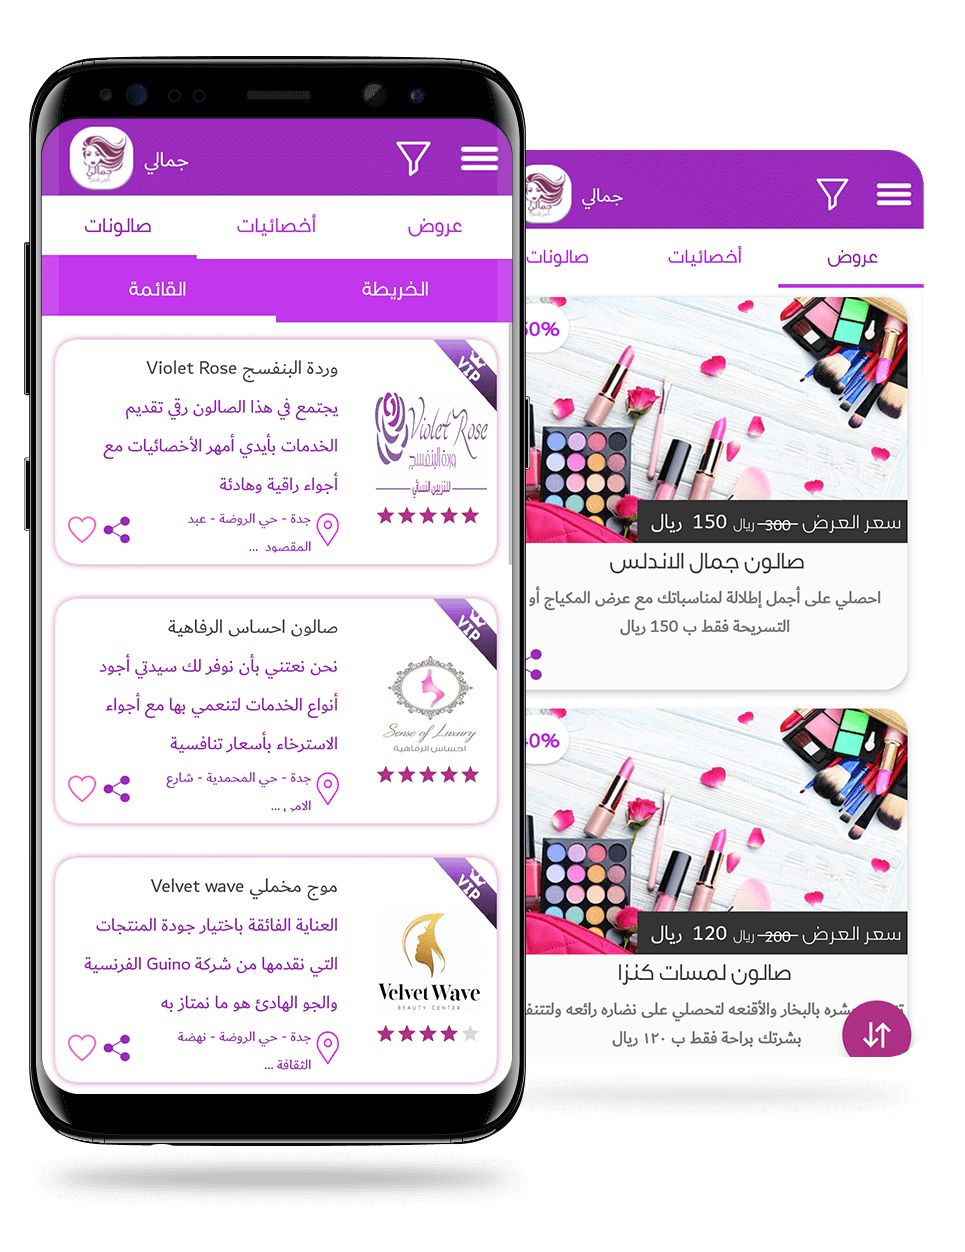 جمالي
صالونات
أخصائيات
عروض
القائمة
الخريطة
وردة البنفسج Violet Rose
يجتمع في هذا الصالون رقي تقديم
الخدمات بأيدي أمهر الأخصائيات مع
أجواء راقية وهادئة
جدة - حي الروضة - عبد
المقصود ...
VIP
Violet Rose
وردة البنفسج
للتزيين النسائي
صالون احساس الرفاهية
نحن نعتني بأن نوفر لك سيدتي أجود
أنواع الخدمات لتنعمي بها مع أجواء
الاسترخاء بأسعار تنافسية
جدة - حي المحمدية - شارع
الامي ...
VIP
Sense of Luxury
احساس الرفاهية
موج مخملي Velvet wave
العناية الفائقة باختيار جودة المنتجات
التي نقدمها من شركة Guino الفرنسية
والجو الهادئ هو ما نمتاز به
جدة - حي الروضة - نهضة
الثقافة ...
VIP
Velvet Wave
BEAUTY CENTER
جمالي
صالونات
أخصائيات
عروض
0%
سعر العرض 300 ريال 150 ريال
صالون جمال الاندلس
احصلي على أجمل إطلالة لمناسباتك مع عرض المكياج أو
التسريحة فقط ب 150 ريال
0%
سعر العرض 200 ريال 120 ريال
صالون لمسات كنزا
بشره بالبخار والأقنعه لتحصلي على نضاره رائعه ولتتنف
بشرتك براحة فقط ب ١٢٠ ريال